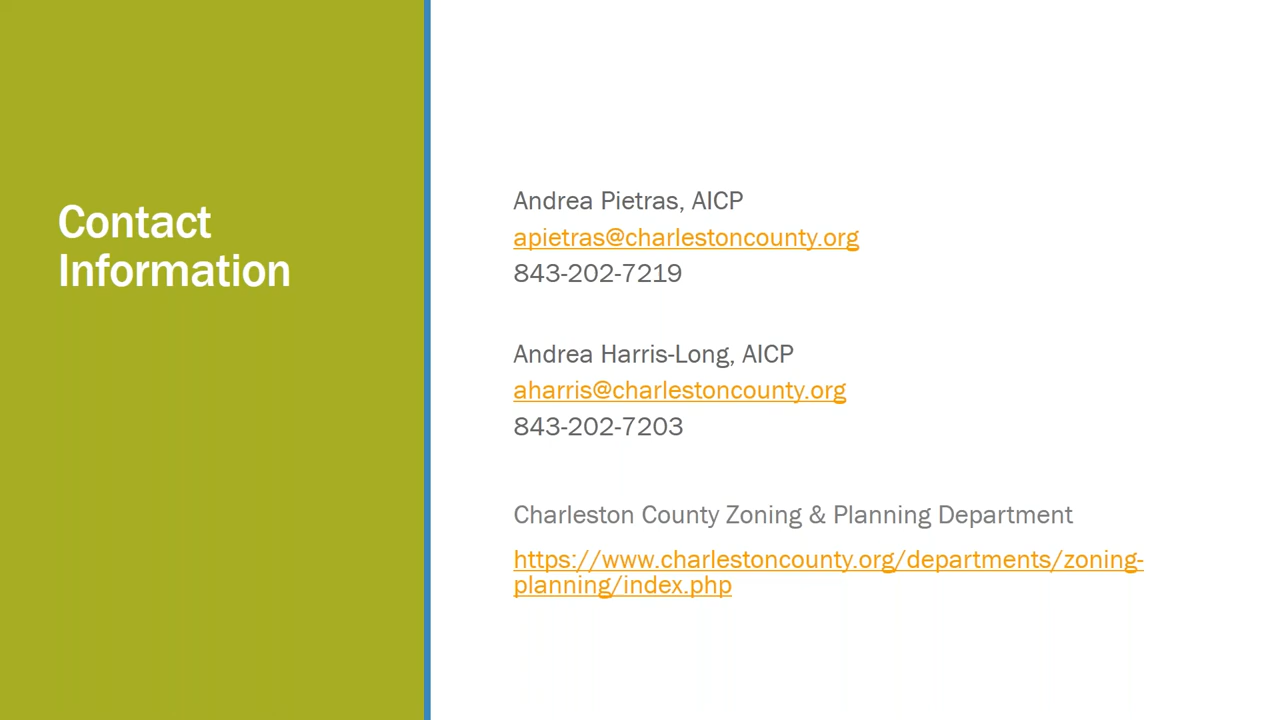 Contact
Information
Andrea Pietras, AICP
apietras@charlestoncounty.org
843-202-7219
Andrea Harris-Long, AICP
aharris@charlestoncounty.org
843-202-7203
Charleston County Zoning & Planning Department
https://www.charlestoncounty.org/departments/zoning-
planning/index.php